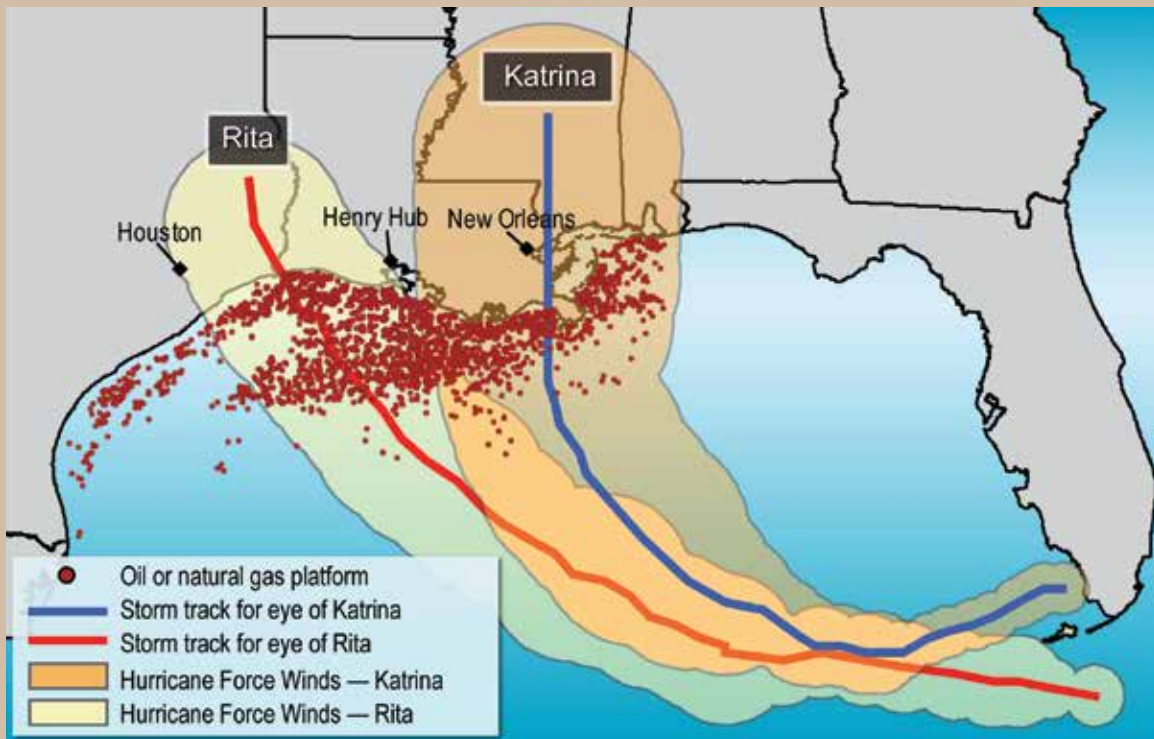 Katrina
Rita
Henry Hub
New Orleans
Houston
Oil or natural gas platform
Storm track for eye of Katrina
Storm track for eye of Rita
Hurricane Force Winds — Katrina
Hurricane Force Winds — Rita